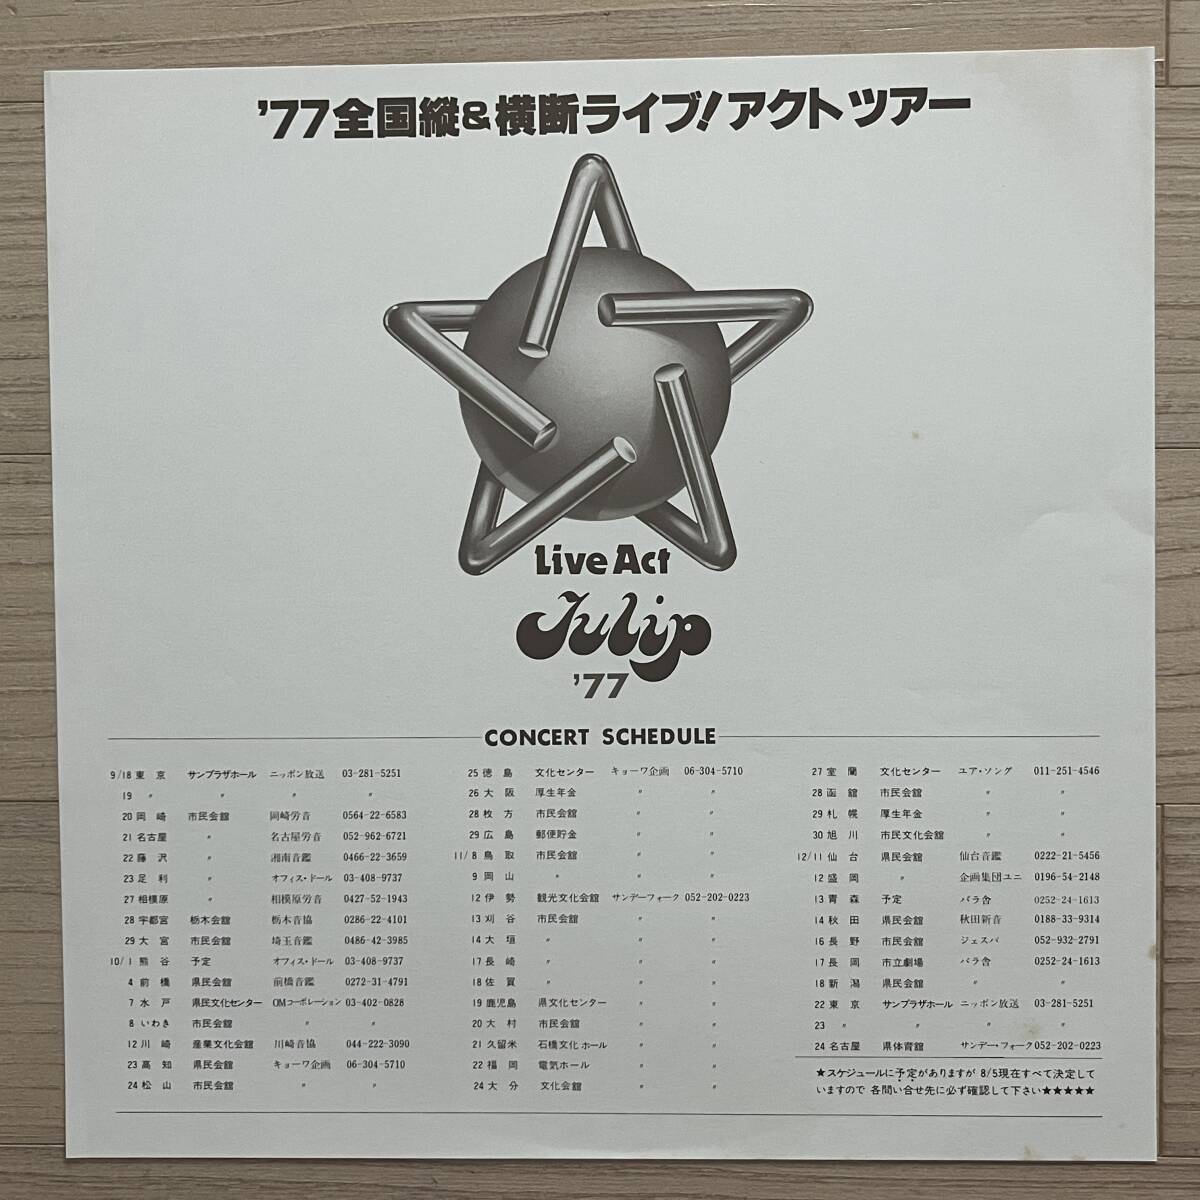 '77全国縦&横断ライブ!アクトツアー
Live Act
Tulip
'77
CONCERT SCHEDULE
9/18 東京 サンプラザホール ニッポン放送 03-281-5251
19 〃 〃 〃 〃
20 岡崎 市民会館 岡崎労音 0564-22-6583
21 名古屋 〃 名古屋労音 052-962-6721
22 藤沢 〃 湘南音鑑 0466-22-3659
23 足利 〃 オフィス・ドール 03-408-9737
27 相模原 〃 相模原労音 0427-52-1943
28 宇都宮 栃木会館 栃木音協 0286-22-4101
29 大宮 市民会館 埼玉音鑑 0486-42-3985
10/1 熊谷 予定 オフィス・ドール 03-408-9737
4 前橋 県民会館 前橋音鑑 0272-31-4791
7 水戸 県民文化センター OMコーポレーション 03-402-0828
8 いわき 市民会館 〃 〃
12 川崎 産業文化会館 川崎音協 044-222-3090
23 高知 県民会館 キョーワ企画 06-304-5710
24 松山 市民会館 〃 〃
25 徳島 文化センター キョーワ企画 06-304-5710
26 大阪 厚生年金 〃 〃
28 枚方 市民会館 〃 〃
29 広島 郵便貯金 〃 〃
11/8 鳥取 市民会館 〃 〃
9 岡山 〃 〃 〃
12 伊勢 観光文化会館 サンデーフォーク 052-202-0223
13 刈谷 市民会館 〃 〃
14 大垣 〃 〃 〃
17 長崎 〃 〃 〃
18 佐賀 〃 〃 〃
19 鹿児島 県文化センター 〃 〃
20 大村 市民会館 〃 〃
21 久留米 石橋文化ホール 〃 〃
22 福岡 電気ホール 〃 〃
24 大分 文化会館 〃 〃
27 室蘭 文化センター ユア・ソング 011-251-4546
28 函館 市民会館 〃 〃
29 札幌 厚生年金 〃 〃
30 旭川 市民文化会館 〃 〃
12/11 仙台 県民会館 仙台音鑑 0222-21-5456
12 盛岡 〃 企画集団ユニ 0196-54-2148
13 青森 予定 バラ舎 0252-24-1613
14 秋田 県民会館 秋田新音 0188-33-9314
16 長野 市民会館 ジェスパ 052-932-2791
17 長岡 市立劇場 バラ舎 0252-24-1613
18 新潟 県民会館 〃 〃
22 東京 サンプラザホール ニッポン放送 03-281-5251
23 〃 〃 〃 〃
24 名古屋 県体育館 サンデー・フォーク 052-202-0223
★スケジュールに予定がありますが 8/5現在すべて決定して
いますので 各問い合せ先に必ず確認して下さい★★★★★